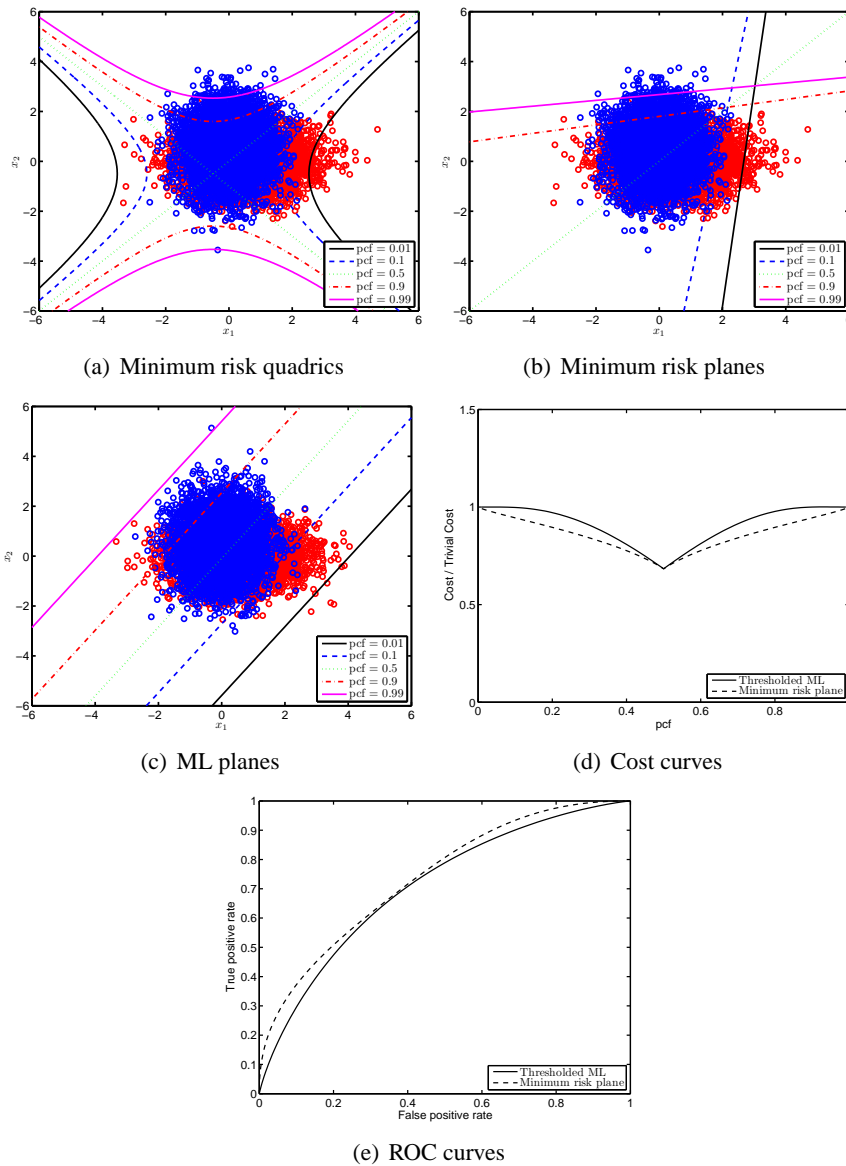 6
4
2
0
−2
−4
−6
x₂
−6 −4 −2 0 2 4 6
x₁
pcf = 0.01
pcf = 0.1
pcf = 0.5
pcf = 0.9
pcf = 0.99
(a) Minimum risk quadrics
6
4
2
0
−2
−4
−6
x₂
−6 −4 −2 0 2 4 6
x₁
pcf = 0.01
pcf = 0.1
pcf = 0.5
pcf = 0.9
pcf = 0.99
(b) Minimum risk planes
6
4
2
0
−2
−4
−6
x₂
−6 −4 −2 0 2 4 6
x₁
pcf = 0.01
pcf = 0.1
pcf = 0.5
pcf = 0.9
pcf = 0.99
(c) ML planes
1.5
1
0.5
0
Cost / Trivial Cost
0 0.2 0.4 0.6 0.8
pcf
Thresholded ML
Minimum risk plane
(d) Cost curves
1
0.9
0.8
0.7
0.6
0.5
0.4
0.3
0.2
0.1
0
True positive rate
0 0.2 0.4 0.6 0.8 1
False positive rate
Thresholded ML
Minimum risk plane
(e) ROC curves